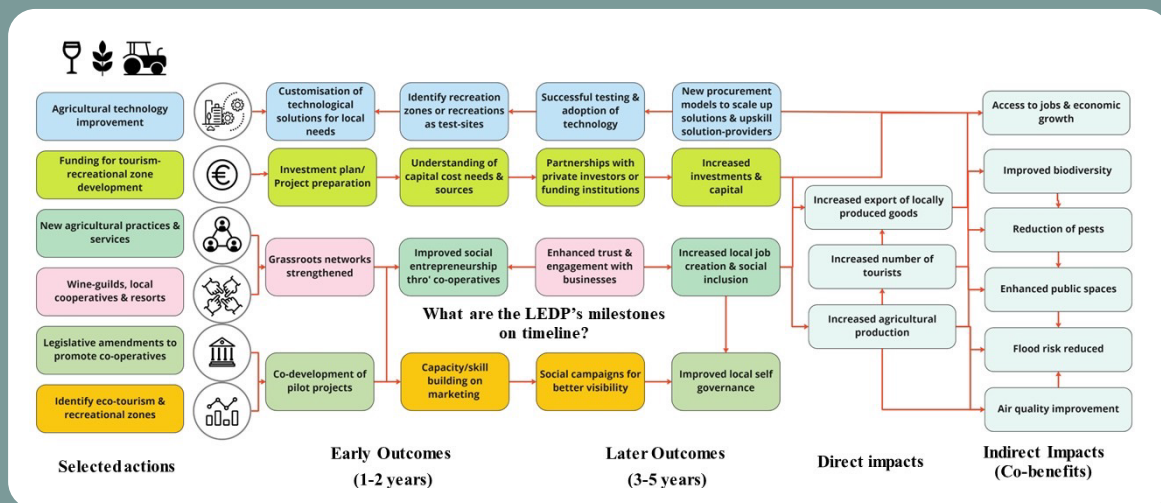 Agricultural technology
improvement
Customisation of
technological
solutions for local
needs
Identify recreation
zones or recreations
as test-sites
Successful testing &
adoption of
technology
New procurement
models to scale up
solutions & upskill
solution-providers
Access to jobs & economic
growth
Funding for tourism-
recreational zone
development
Investment plan/
Project preparation
Understanding of
capital cost needs &
sources
Partnerships with
private investors or
funding institutions
Increased
investments &
capital
Improved biodiversity
Increased export of locally
produced goods
New agricultural practices &
services
Reduction of pests
Grassroots networks
strengthened
Improved social
entrepreneurship
thro' co-operatives
Enhanced trust &
engagement with
businesses
Increased local job
creation & social
inclusion
Increased number of
tourists
Wine-guilds, local
cooperatives & resorts
Enhanced public spaces
What are the LEDP's milestones
on timeline?
Increased agricultural
production
Legislative amendments to
promote co-operatives
Flood risk reduced
Co-development of
pilot projects
Capacity/skill
building on
marketing
Social campaigns for
better visibility
Improved local self
governance
Identify eco-tourism &
recreational zones
Air quality improvement
Selected actions
Early Outcomes
(1-2 years)
Later Outcomes
(3-5 years)
Direct impacts
Indirect Impacts
(Co-benefits)